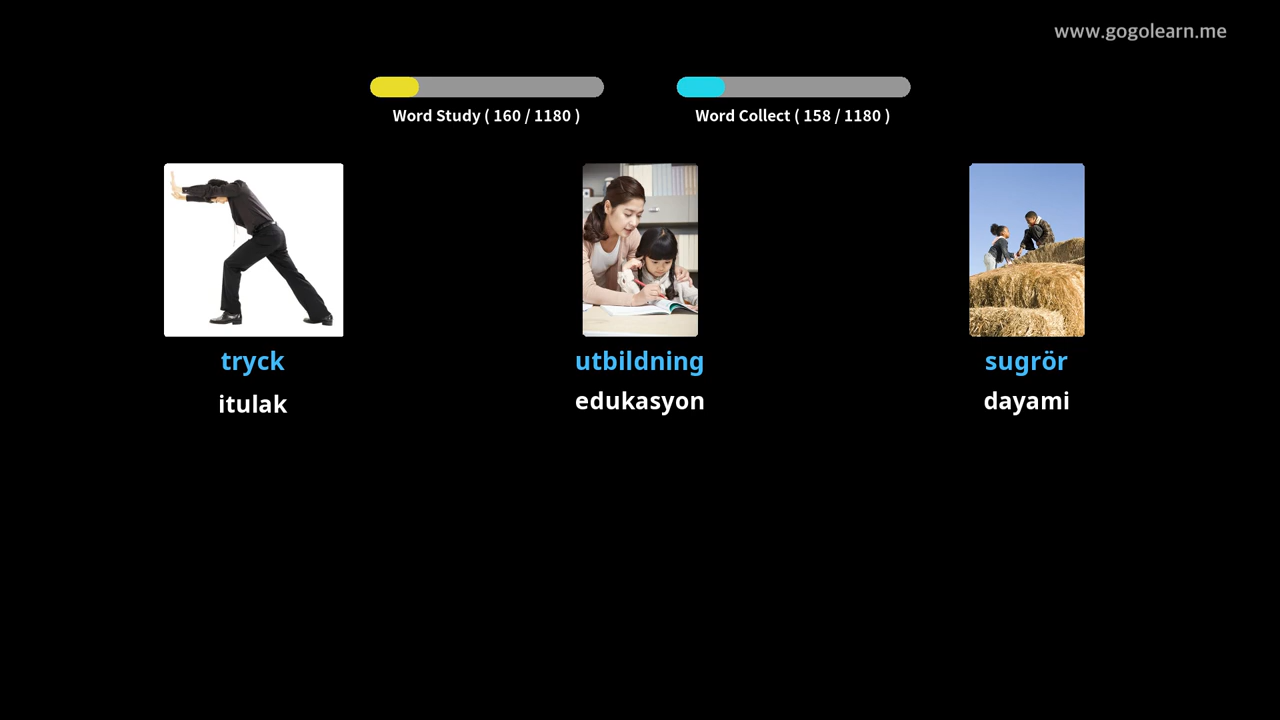 www.gogolearn.me
Word Study ( 160 / 1180 )
Word Collect ( 158 / 1180 )
tryck
itulak
utbildning
edukasyon
sugrör
dayami